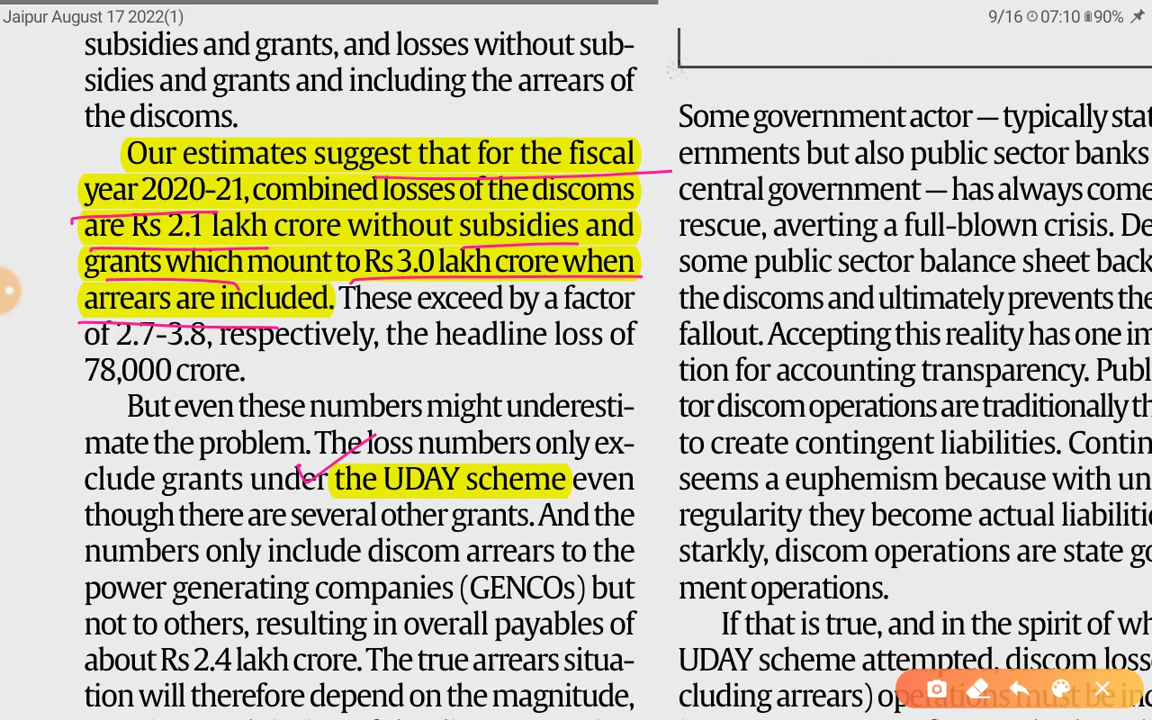 Jaipur August 17 2022(1)
9/16 07:10 90%
subsidies and grants, and losses without sub-
sidies and grants and including the arrears of
the discoms.
Our estimates suggest that for the fiscal
year 2020-21, combined losses of the discoms
are Rs 2.1 lakh crore without subsidies and
grants which mount to Rs 3.0 lakh crore when
arrears are included. These exceed by a factor
of 2.7-3.8, respectively, the headline loss of
78,000 crore.
But even these numbers might underesti-
mate the problem. The loss numbers only ex-
clude grants under the UDAY scheme even
though there are several other grants. And the
numbers only include discom arrears to the
power generating companies (GENCOs) but
not to others, resulting in overall payables of
about Rs 2.4 lakh crore. The true arrears situa-
tion will therefore depend on the magnitude,
Some government actor — typically stat
ernments but also public sector banks
central government — has always come
rescue, averting a full-blown crisis. De
some public sector balance sheet back
the discoms and ultimately prevents the
fallout. Accepting this reality has one im
tion for accounting transparency. Publ
tor discom operations are traditionally th
to create contingent liabilities. Contin
seems a euphemism because with un
regularity they become actual liabiliti
starkly, discom operations are state go
ment operations.
If that is true, and in the spirit of wh
UDAY scheme attempted, discom loss
cluding arrears) operations must be inc